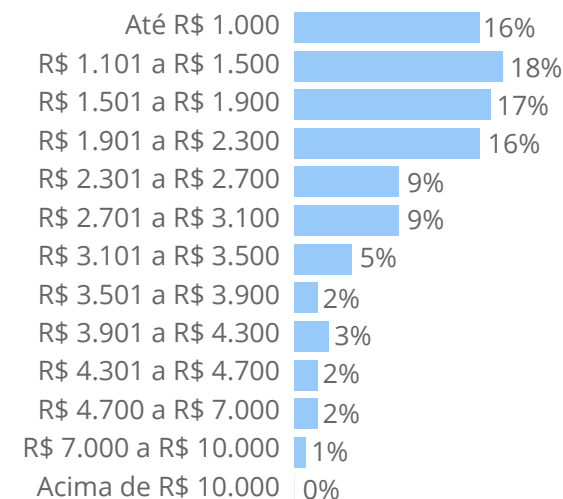 Até R$ 1.000 16%
R$ 1.101 a R$ 1.500 18%
R$ 1.501 a R$ 1.900 17%
R$ 1.901 a R$ 2.300 16%
R$ 2.301 a R$ 2.700 9%
R$ 2.701 a R$ 3.100 9%
R$ 3.101 a R$ 3.500 5%
R$ 3.501 a R$ 3.900 2%
R$ 3.901 a R$ 4.300 3%
R$ 4.301 a R$ 4.700 2%
R$ 4.700 a R$ 7.000 2%
R$ 7.000 a R$ 10.000 1%
Acima de R$ 10.000 0%